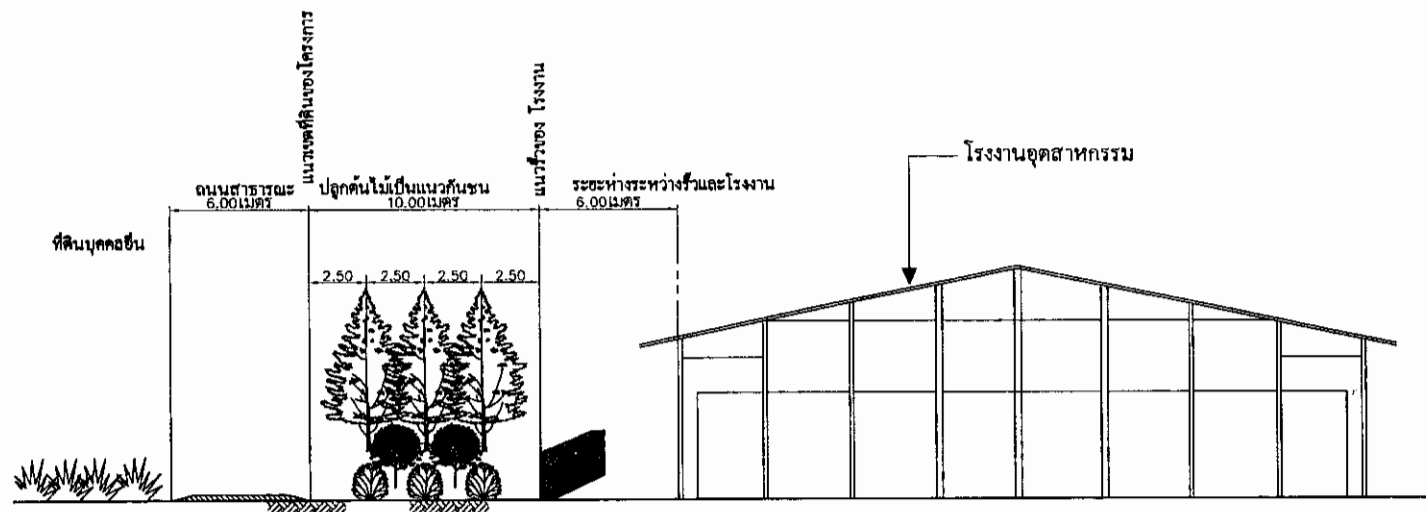 แนวเขตที่ดินของโครงการ
แนวรั้วของ โรงงาน
โรงงานอุตสาหกรรม
ถนนสาธารณะ
6.00เมตร
ปลูกต้นไม้เป็นแนวกันชน
10.00เมตร
ระยะห่างระหว่างรั้วและโรงงาน
6.00เมตร
ที่ดินบุคคลอื่น
2.50 2.50 2.50 2.50